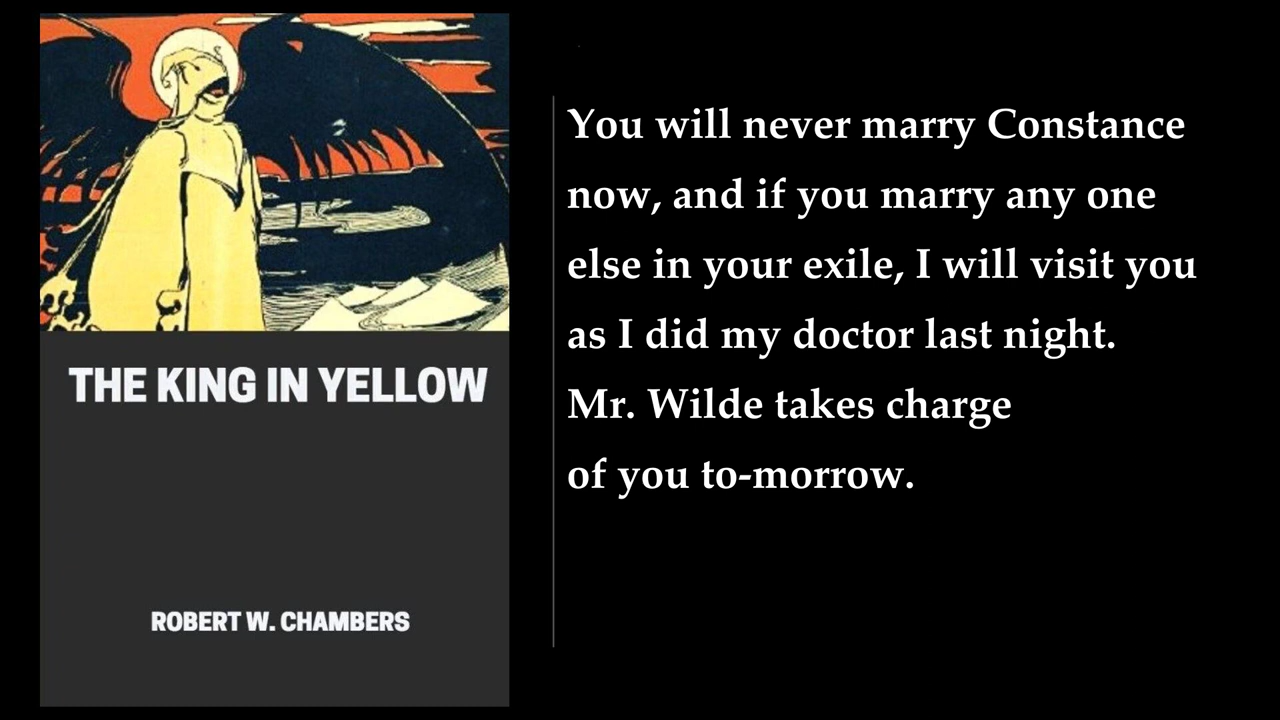 THE KING IN YELLOW
ROBERT W. CHAMBERS
You will never marry Constance
now, and if you marry any one
else in your exile, I will visit you
as I did my doctor last night.
Mr. Wilde takes charge
of you to-morrow.